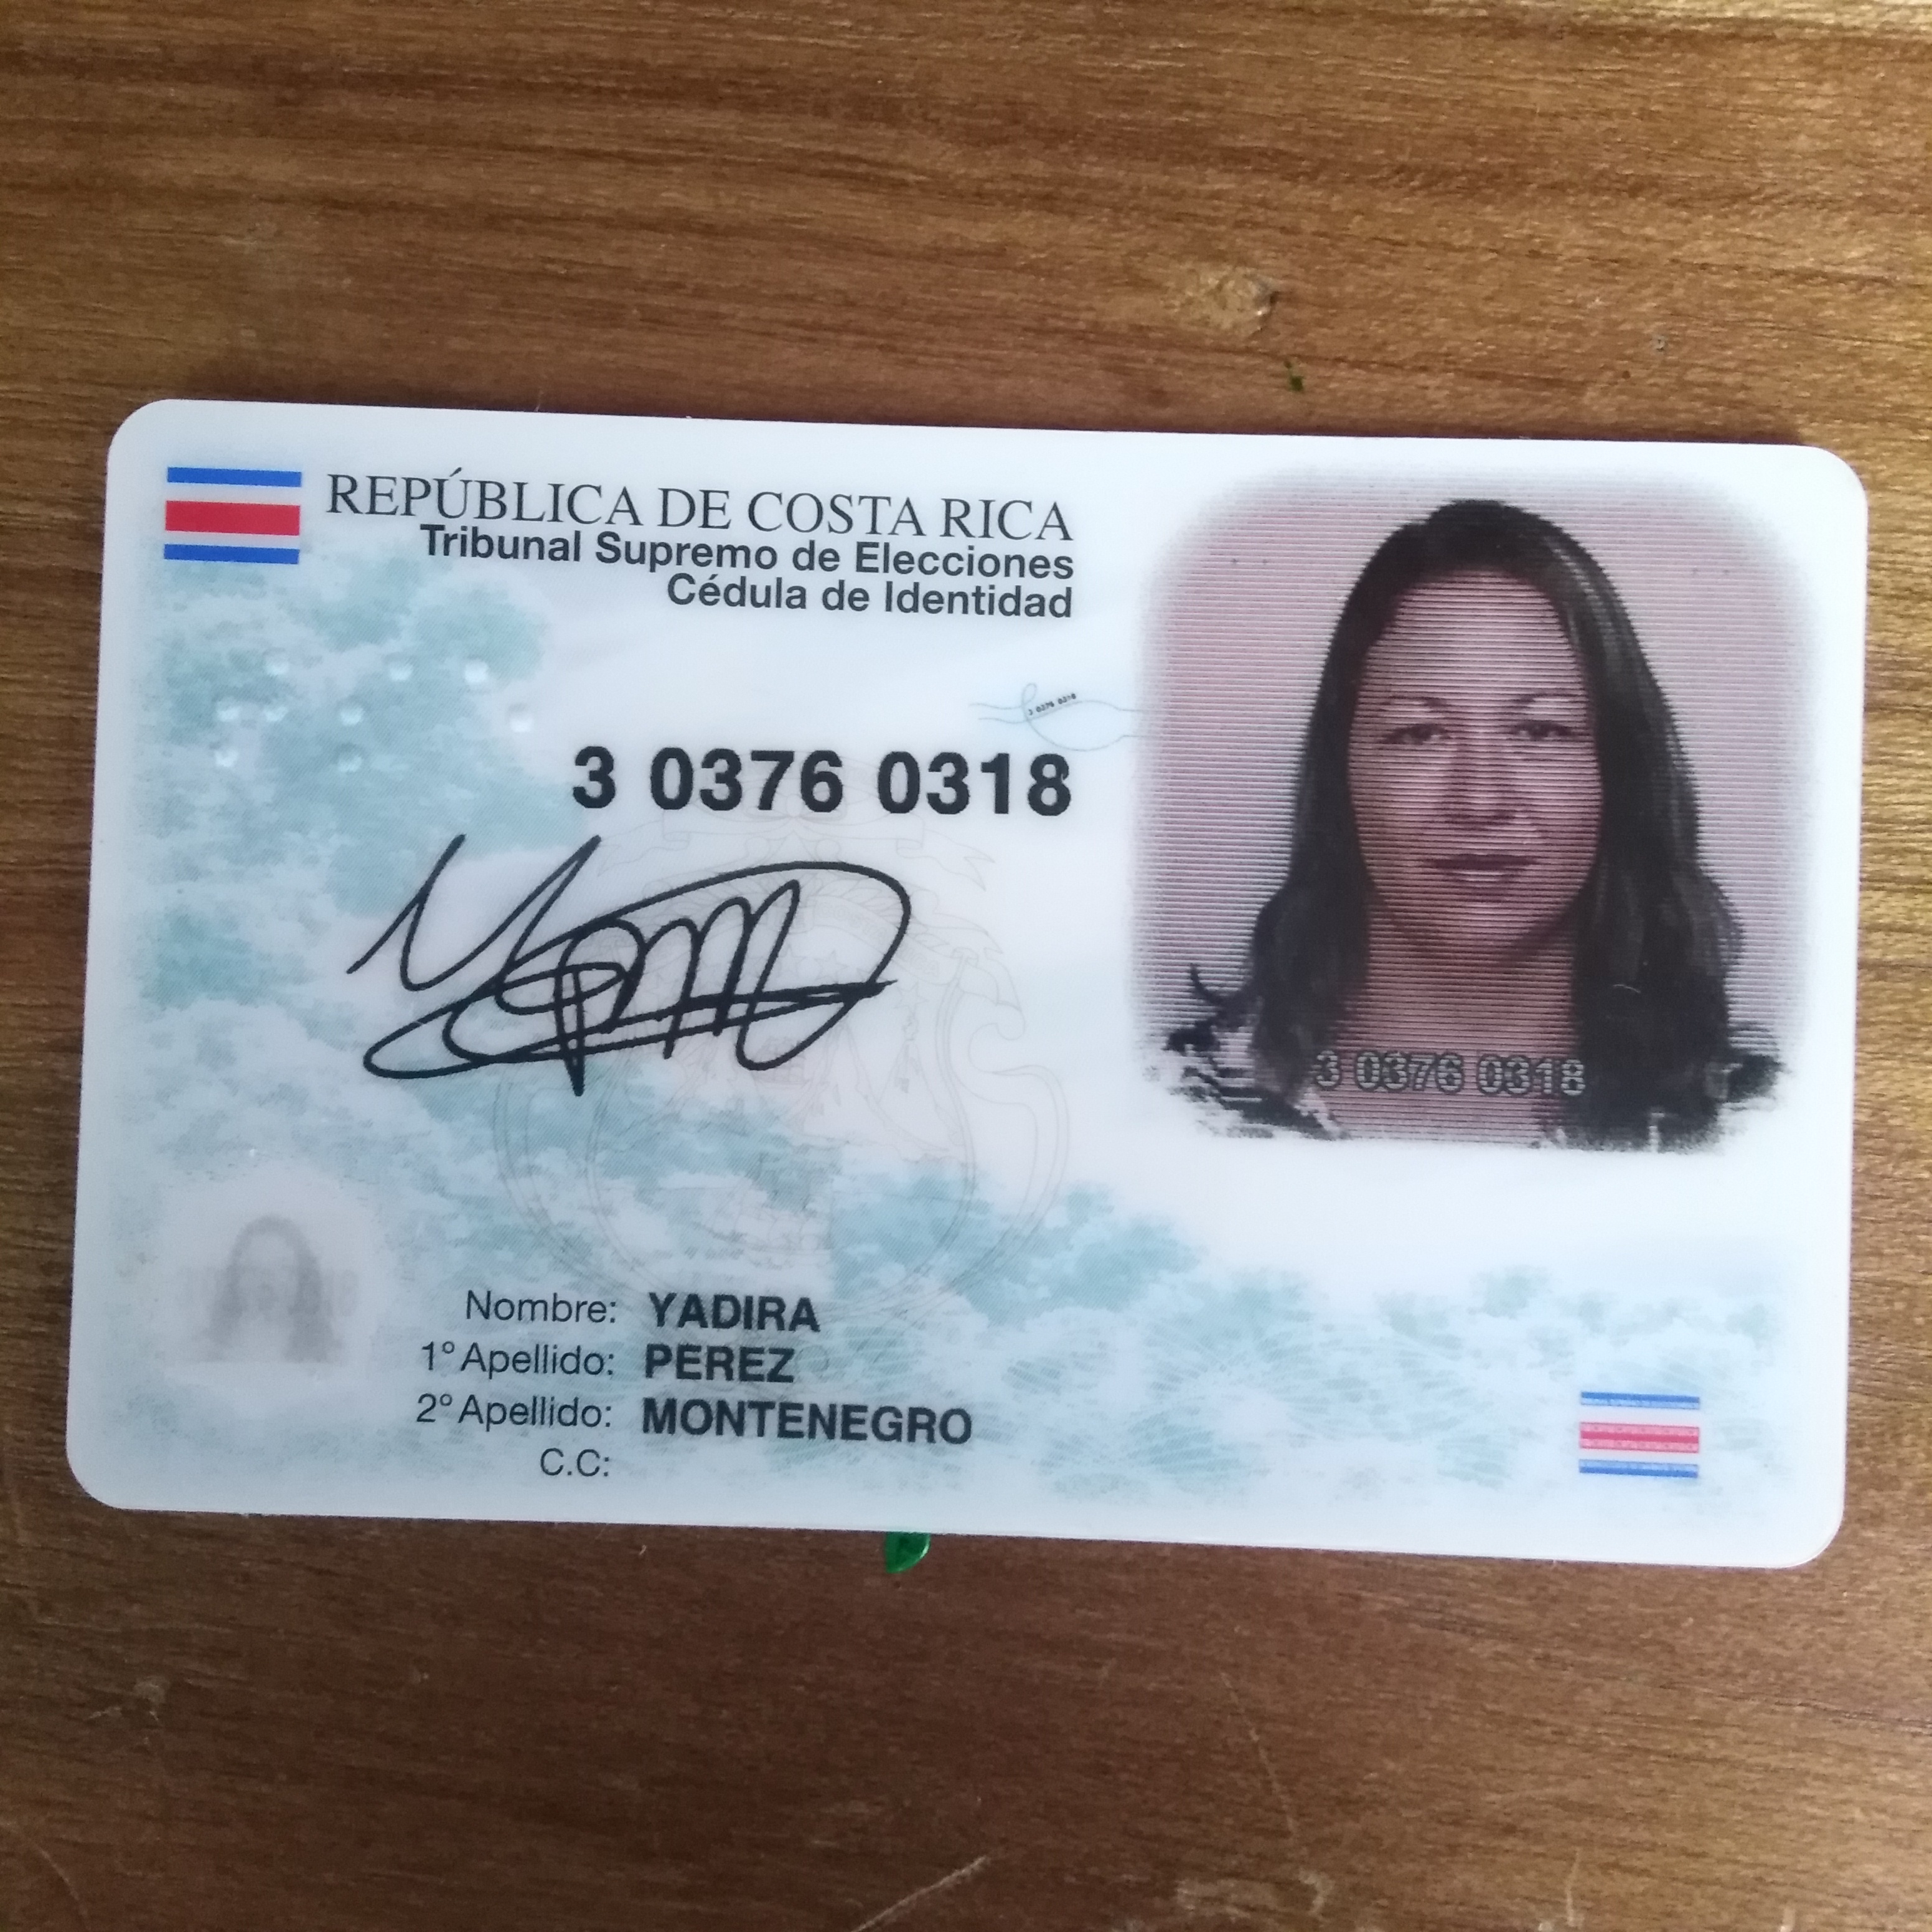 REPÚBLICA DE COSTA RICA
Tribunal Supremo de Elecciones
Cédula de Identidad
3 0376 0318
3 0376 0318
3 0376 0318
Nombre: YADIRA
1° Apellido: PEREZ
2° Apellido: MONTENEGRO
C.C: